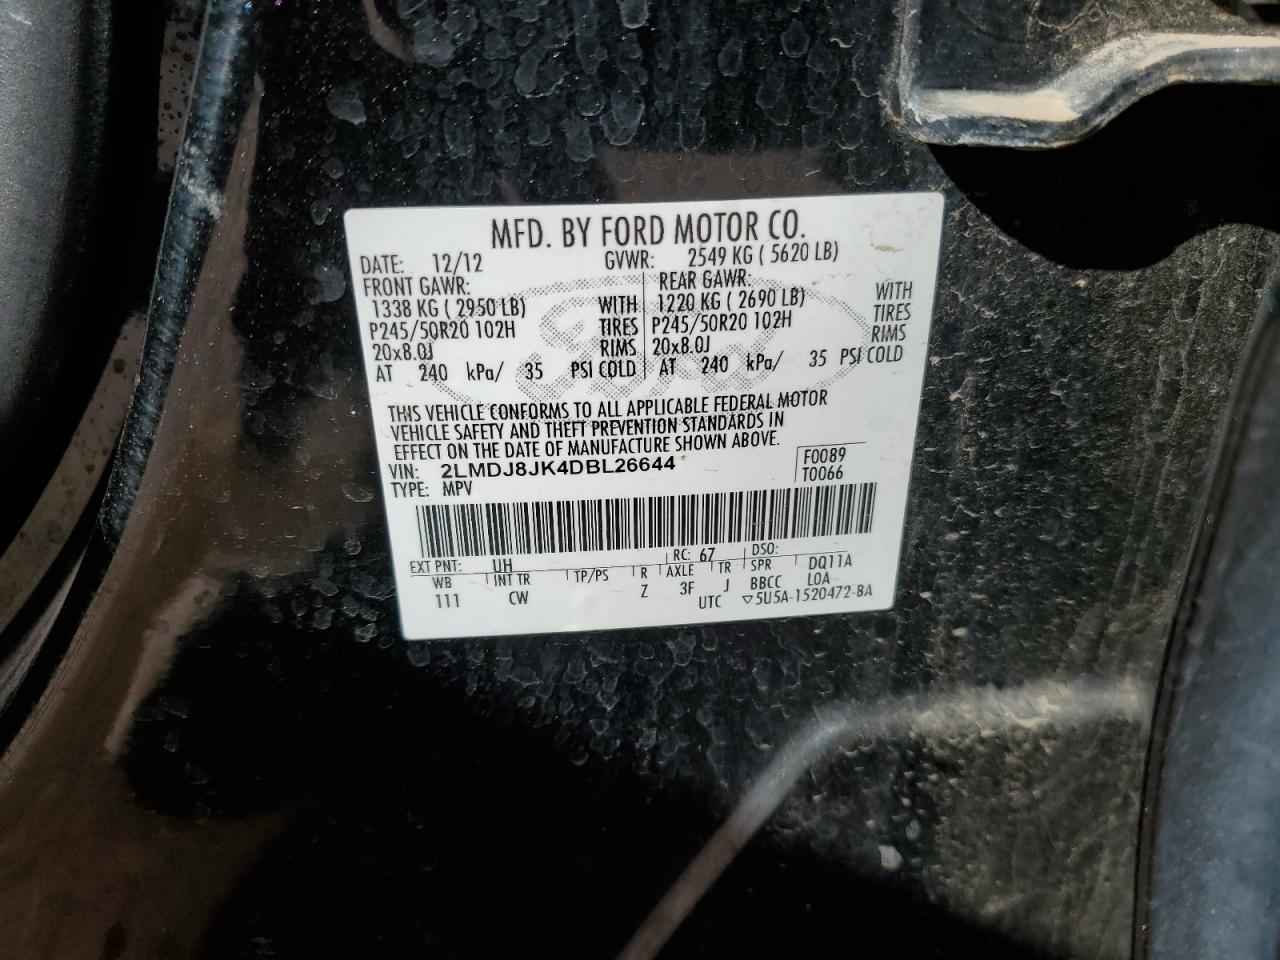 MFD. BY FORD MOTOR CO.
DATE: 12/12 GVWR: 2549 KG ( 5620 LB)
FRONT GAWR: REAR GAWR:
1338 KG ( 2950 LB) WITH 1220 KG ( 2690 LB) WITH
P245/50R20 102H TIRES P245/50R20 102H TIRES
20x8.0J RIMS 20x8.0J RIMS
AT 240 kPa/ 35 PSI COLD AT 240 kPa/ 35 PSI COLD
THIS VEHICLE CONFORMS TO ALL APPLICABLE FEDERAL MOTOR
VEHICLE SAFETY AND THEFT PREVENTION STANDARDS IN
EFFECT ON THE DATE OF MANUFACTURE SHOWN ABOVE.
VIN: 2LMDJ8JK4DBL26644 F0089
TYPE: MPV T0066
EXT PNT: UH RC: 67 DSO:
WB INT TR TP/PS R AXLE TR SPR DQ11A
111 CW Z 3F J BBCC LOA
UTC ▽5U5A-1520472-BA